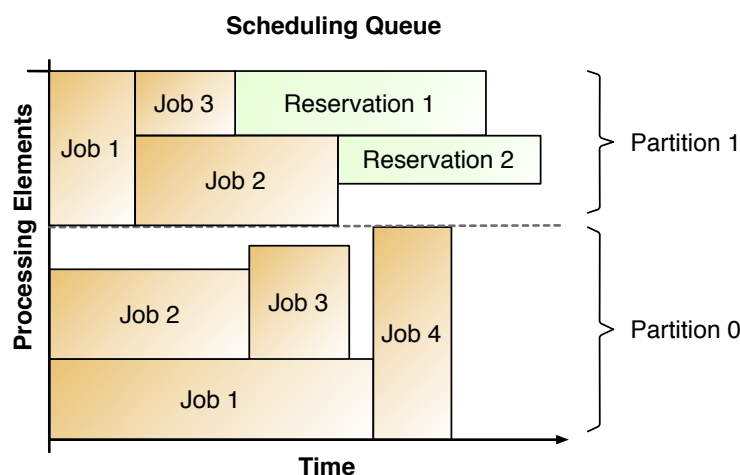 Scheduling Queue
Processing Elements
Job 1
Job 3
Reservation 1
Job 2
Reservation 2
Partition 1
Job 2
Job 3
Job 4
Job 1
Partition 0
Time